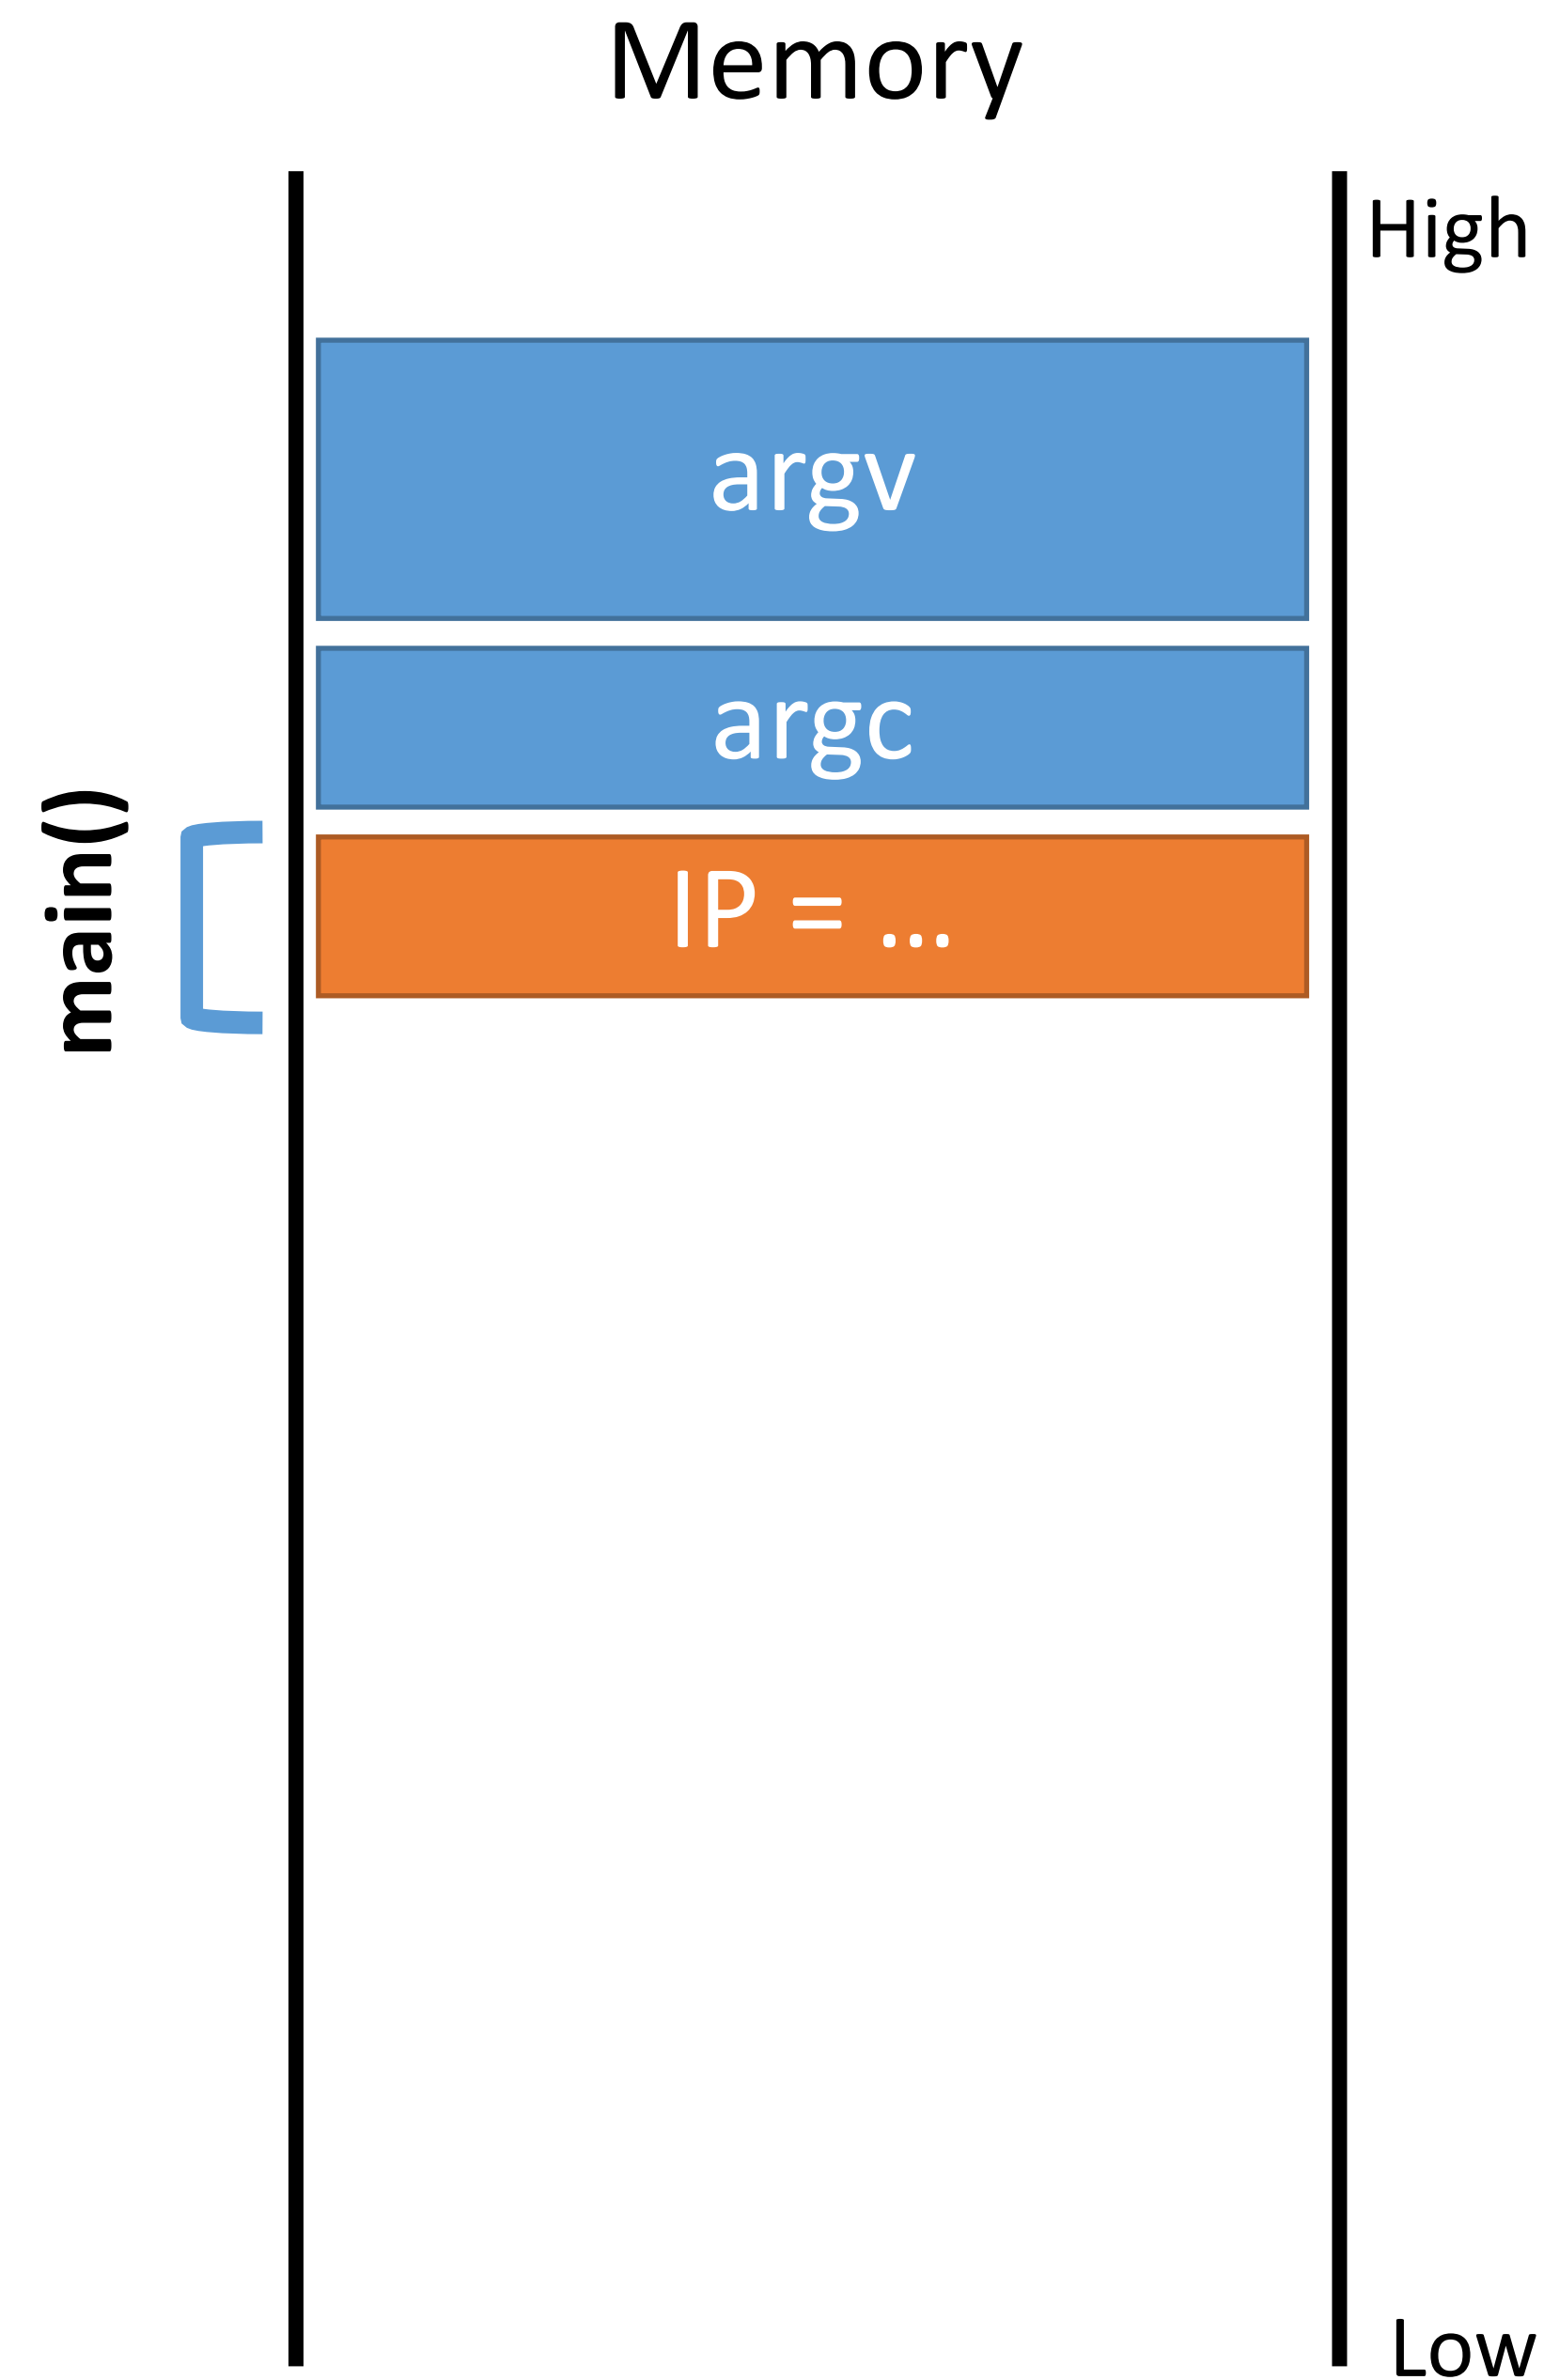 Memory
High
argv
argc
main()
IP = ...
Low